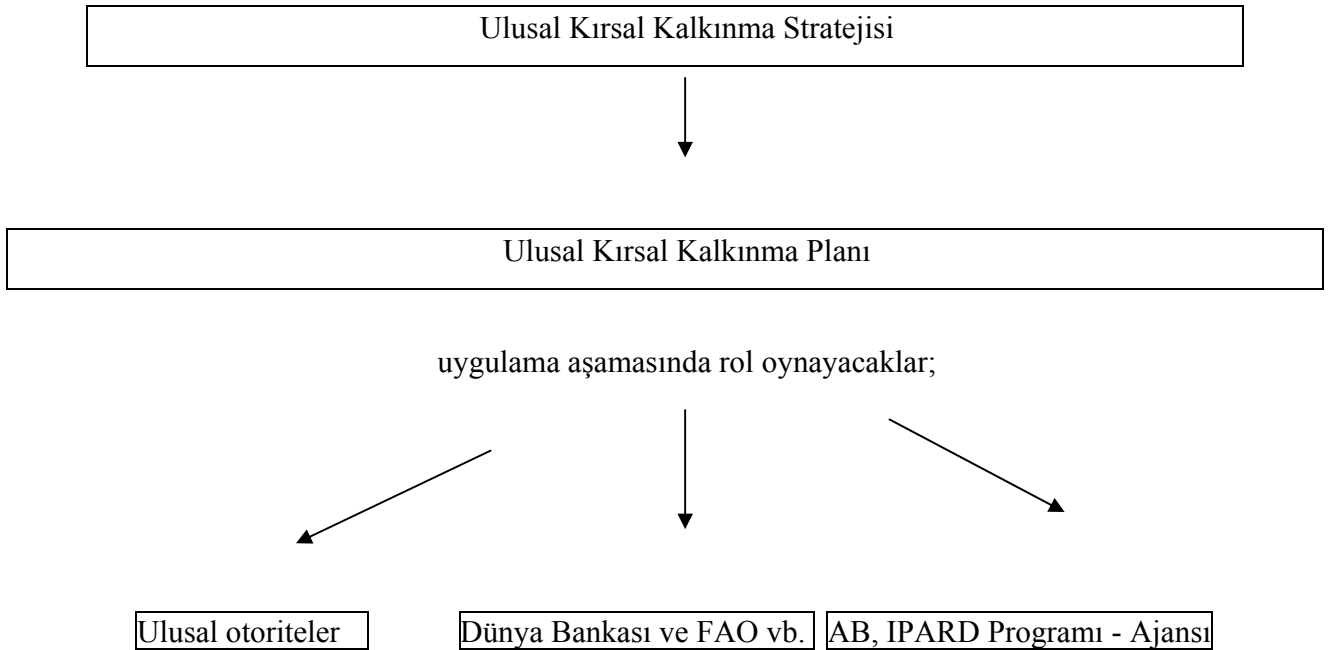 Ulusal Kırsal Kalkınma Stratejisi
Ulusal Kırsal Kalkınma Planı
uygulama aşamasında rol oynayacaklar;
Ulusal otoriteler
Dünya Bankası ve FAO vb.
AB, IPARD Programı - Ajansı